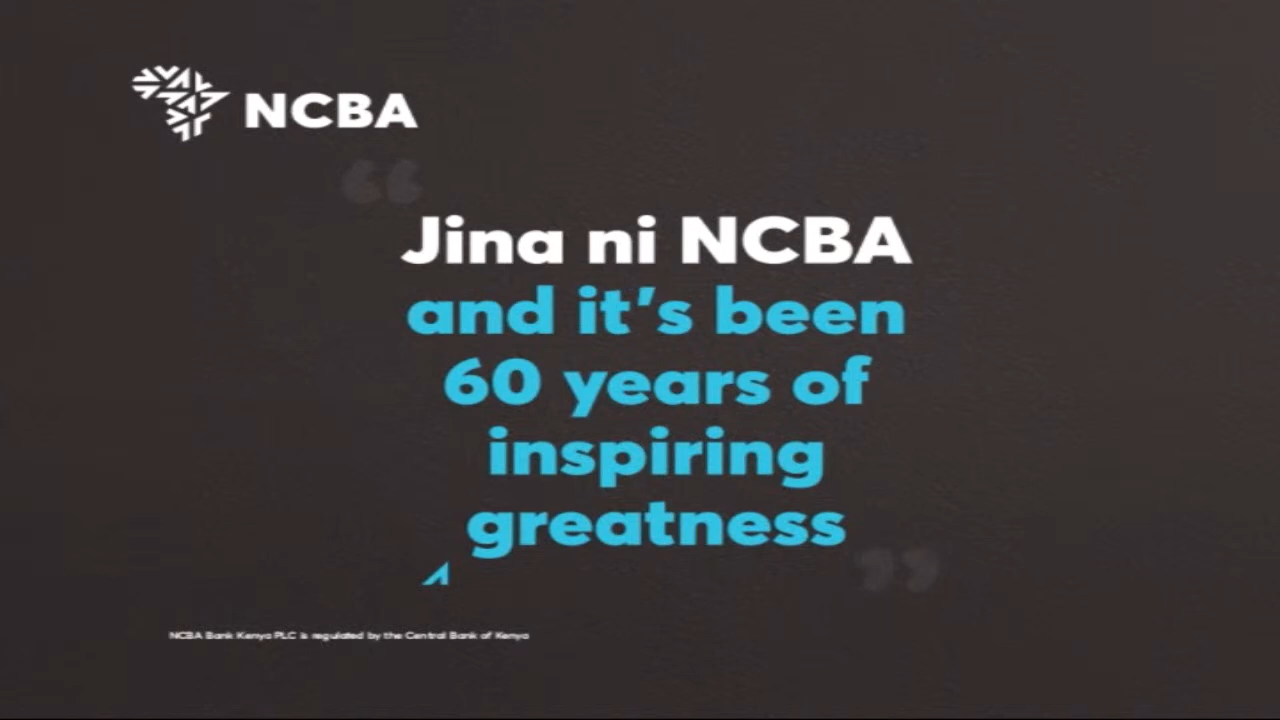 NCBA
“
Jina ni NCBA
and it’s been
60 years of
inspiring
greatness
”
NCBA Bank Kenya PLC is regulated by the Central Bank of Kenya